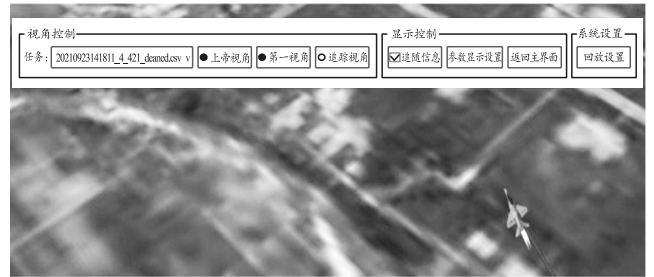 视角控制
任务: 20210923141811_4_421_deaned.csv v 上帝视角 第一视角 追踪视角
显示控制
追随信息 参数显示设置 返回主界面
系统设置
回放设置